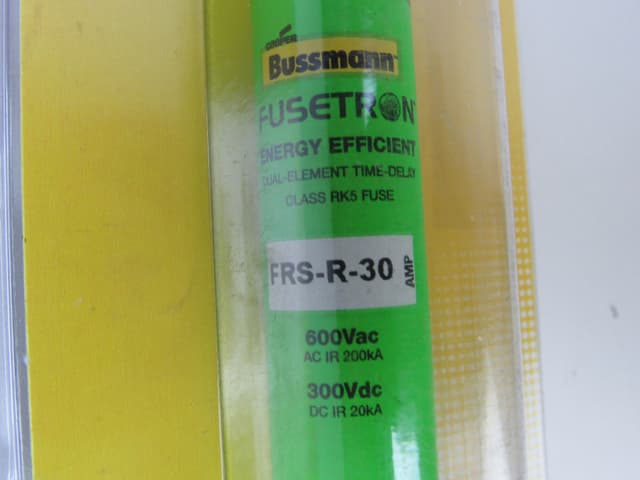 COOPER
Bussmann
FUSETRON
ENERGY EFFICIENT
DUAL-ELEMENT TIME-DELAY
CLASS RK5 FUSE
FRS-R-30 AMP
600Vac
AC IR 200kA
300Vdc
DC IR 20kA